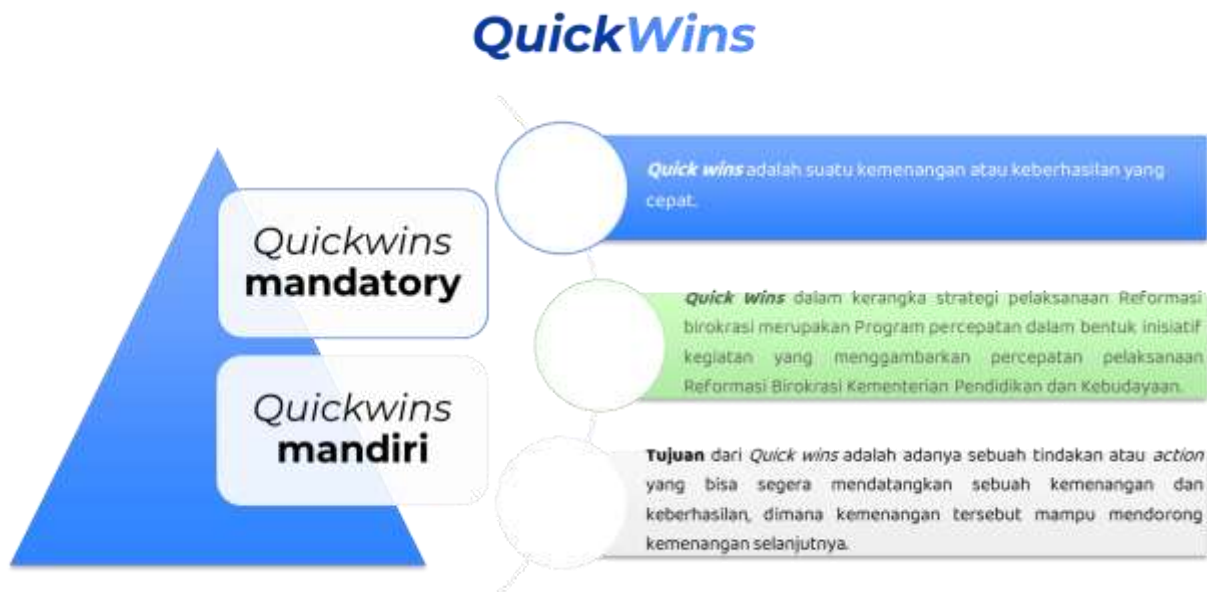 QuickWins
Quickwins
mandatory
Quickwins
mandiri
Quick wins adalah suatu kemenangan atau keberhasilan yang
cepat.
Quick Wins dalam kerangka strategi pelaksanaan Reformasi
birokrasi merupakan Program percepatan dalam bentuk inisiatif
kegiatan yang menggambarkan percepatan pelaksanaan
Reformasi Birokrasi Kementerian Pendidikan dan Kebudayaan.
Tujuan dari Quick wins adalah adanya sebuah tindakan atau action
yang bisa segera mendatangkan sebuah kemenangan dan
keberhasilan, dimana kemenangan tersebut mampu mendorong
kemenangan selanjutnya.